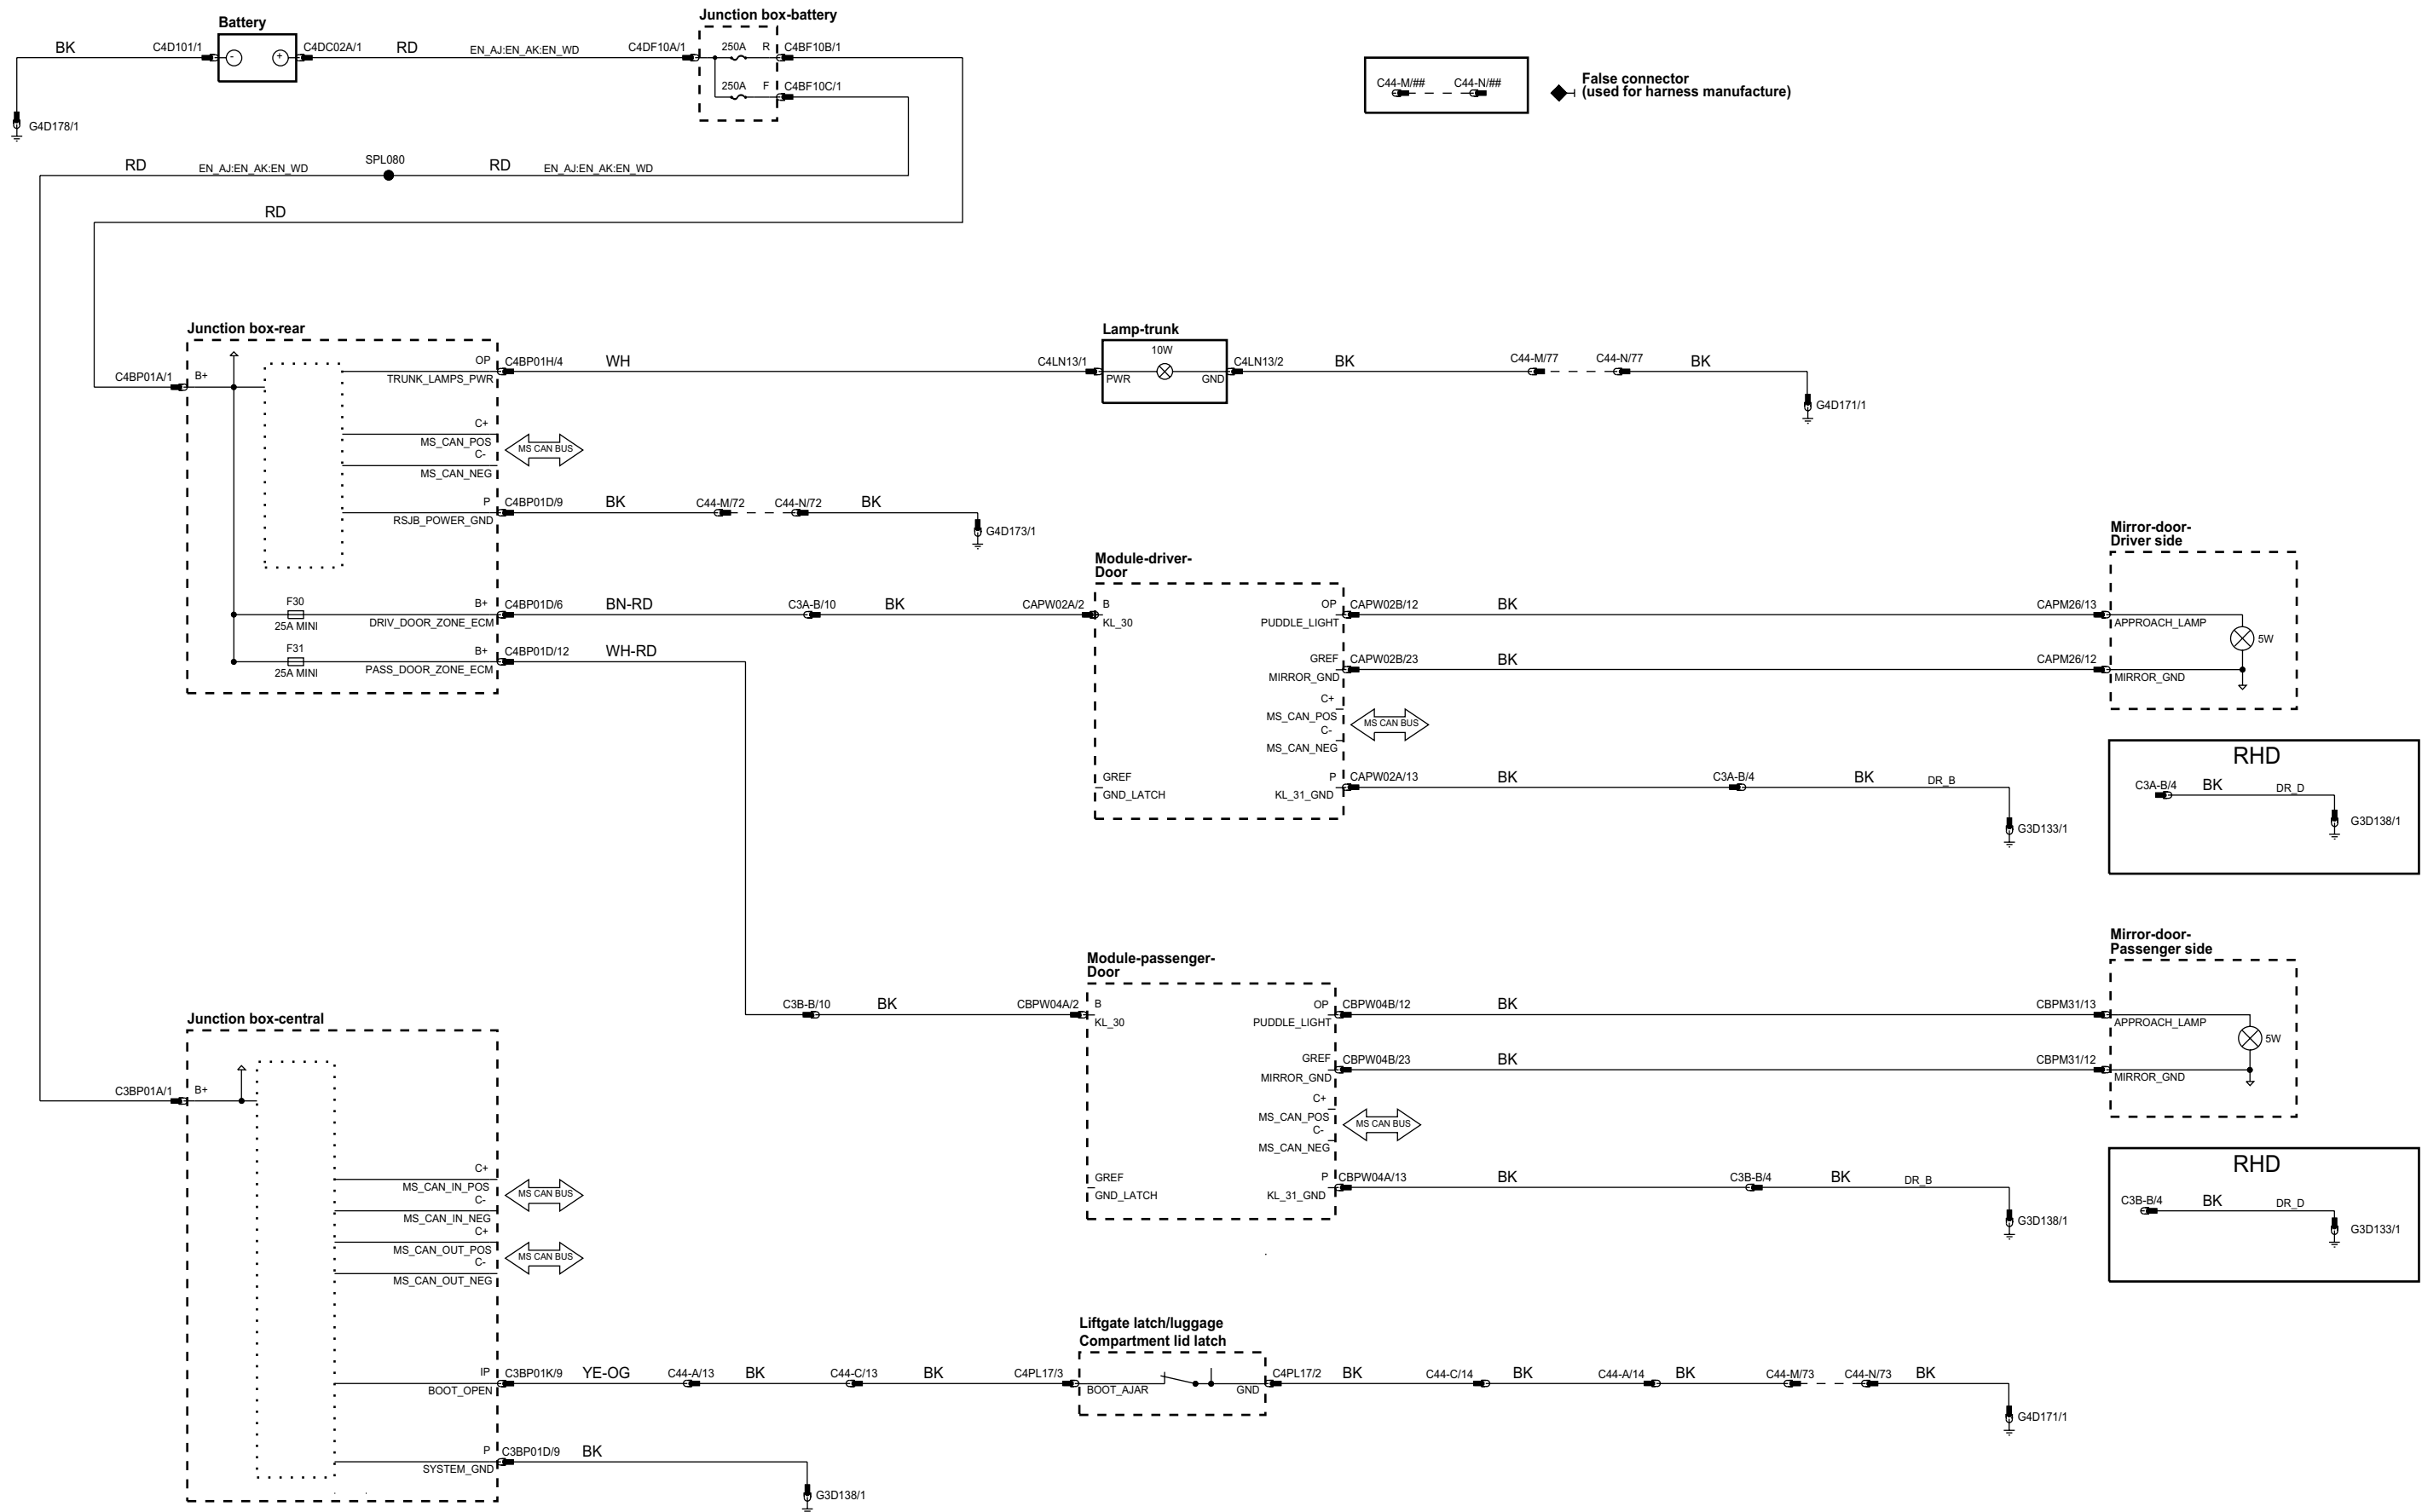 Battery
Junction box-battery
BK
C4D101/1
-
+
C4DC02A/1
RD
EN_AJ:EN_AK:EN_WD
C4DF10A/1
250A
R
C4BF10B/1
250A
F
C4BF10C/1
G4D178/1
C44-M/##
C44-N/##
False connector
(used for harness manufacture)
RD
EN_AJ:EN_AK:EN_WD
SPL080
RD
EN_AJ:EN_AK:EN_WD
RD
Junction box-rear
C4BP01A/1
B+
OP
C4BP01H/4
WH
TRUNK_LAMPS_PWR
C+
MS_CAN_POS
C-
MS_CAN_NEG
MS CAN BUS
P
C4BP01D/9
BK
C44-M/72
C44-N/72
BK
RSJB_POWER_GND
G4D173/1
F30
25A MINI
B+
C4BP01D/6
BN-RD
C3A-B/10
BK
CAPW02A/2
DRIV_DOOR_ZONE_ECM
F31
25A MINI
B+
C4BP01D/12
WH-RD
PASS_DOOR_ZONE_ECM
Lamp-trunk
C4LN13/1
10W
PWR
GND
C4LN13/2
BK
C44-M/77
C44-N/77
BK
G4D171/1
Module-driver-
Door
B
KL_30
OP
CAPW02B/12
BK
CAPM26/13
PUDDLE_LIGHT
GREF
CAPW02B/23
BK
CAPM26/12
MIRROR_GND
C+
MS_CAN_POS
C-
MS_CAN_NEG
MS CAN BUS
GREF
GND_LATCH
P
CAPW02A/13
BK
C3A-B/4
BK
DR_B
KL_31_GND
G3D133/1
Mirror-door-
Driver side
APPROACH_LAMP
5W
MIRROR_GND
RHD
C3A-B/4
BK
DR_D
G3D138/1
Module-passenger-
Door
C3B-B/10
BK
CBPW04A/2
B
KL_30
OP
CBPW04B/12
BK
CBPM31/13
PUDDLE_LIGHT
GREF
CBPW04B/23
BK
CBPM31/12
MIRROR_GND
C+
MS_CAN_POS
C-
MS_CAN_NEG
MS CAN BUS
GREF
GND_LATCH
P
CBPW04A/13
BK
C3B-B/4
BK
DR_B
KL_31_GND
G3D138/1
Mirror-door-
Passenger side
APPROACH_LAMP
5W
MIRROR_GND
RHD
C3B-B/4
BK
DR_D
G3D133/1
Junction box-central
C3BP01A/1
B+
C+
MS_CAN_IN_POS
C-
MS_CAN_IN_NEG
MS CAN BUS
C+
MS_CAN_OUT_POS
C-
MS_CAN_OUT_NEG
MS CAN BUS
IP
C3BP01K/9
YE-OG
C44-A/13
BK
C44-C/13
BK
C4PL17/3
BOOT_OPEN
P
C3BP01D/9
BK
SYSTEM_GND
G3D138/1
Liftgate latch/luggage
Compartment lid latch
BOOT_AJAR
GND
C4PL17/2
BK
C44-C/14
BK
C44-A/14
BK
C44-M/73
C44-N/73
BK
G4D171/1